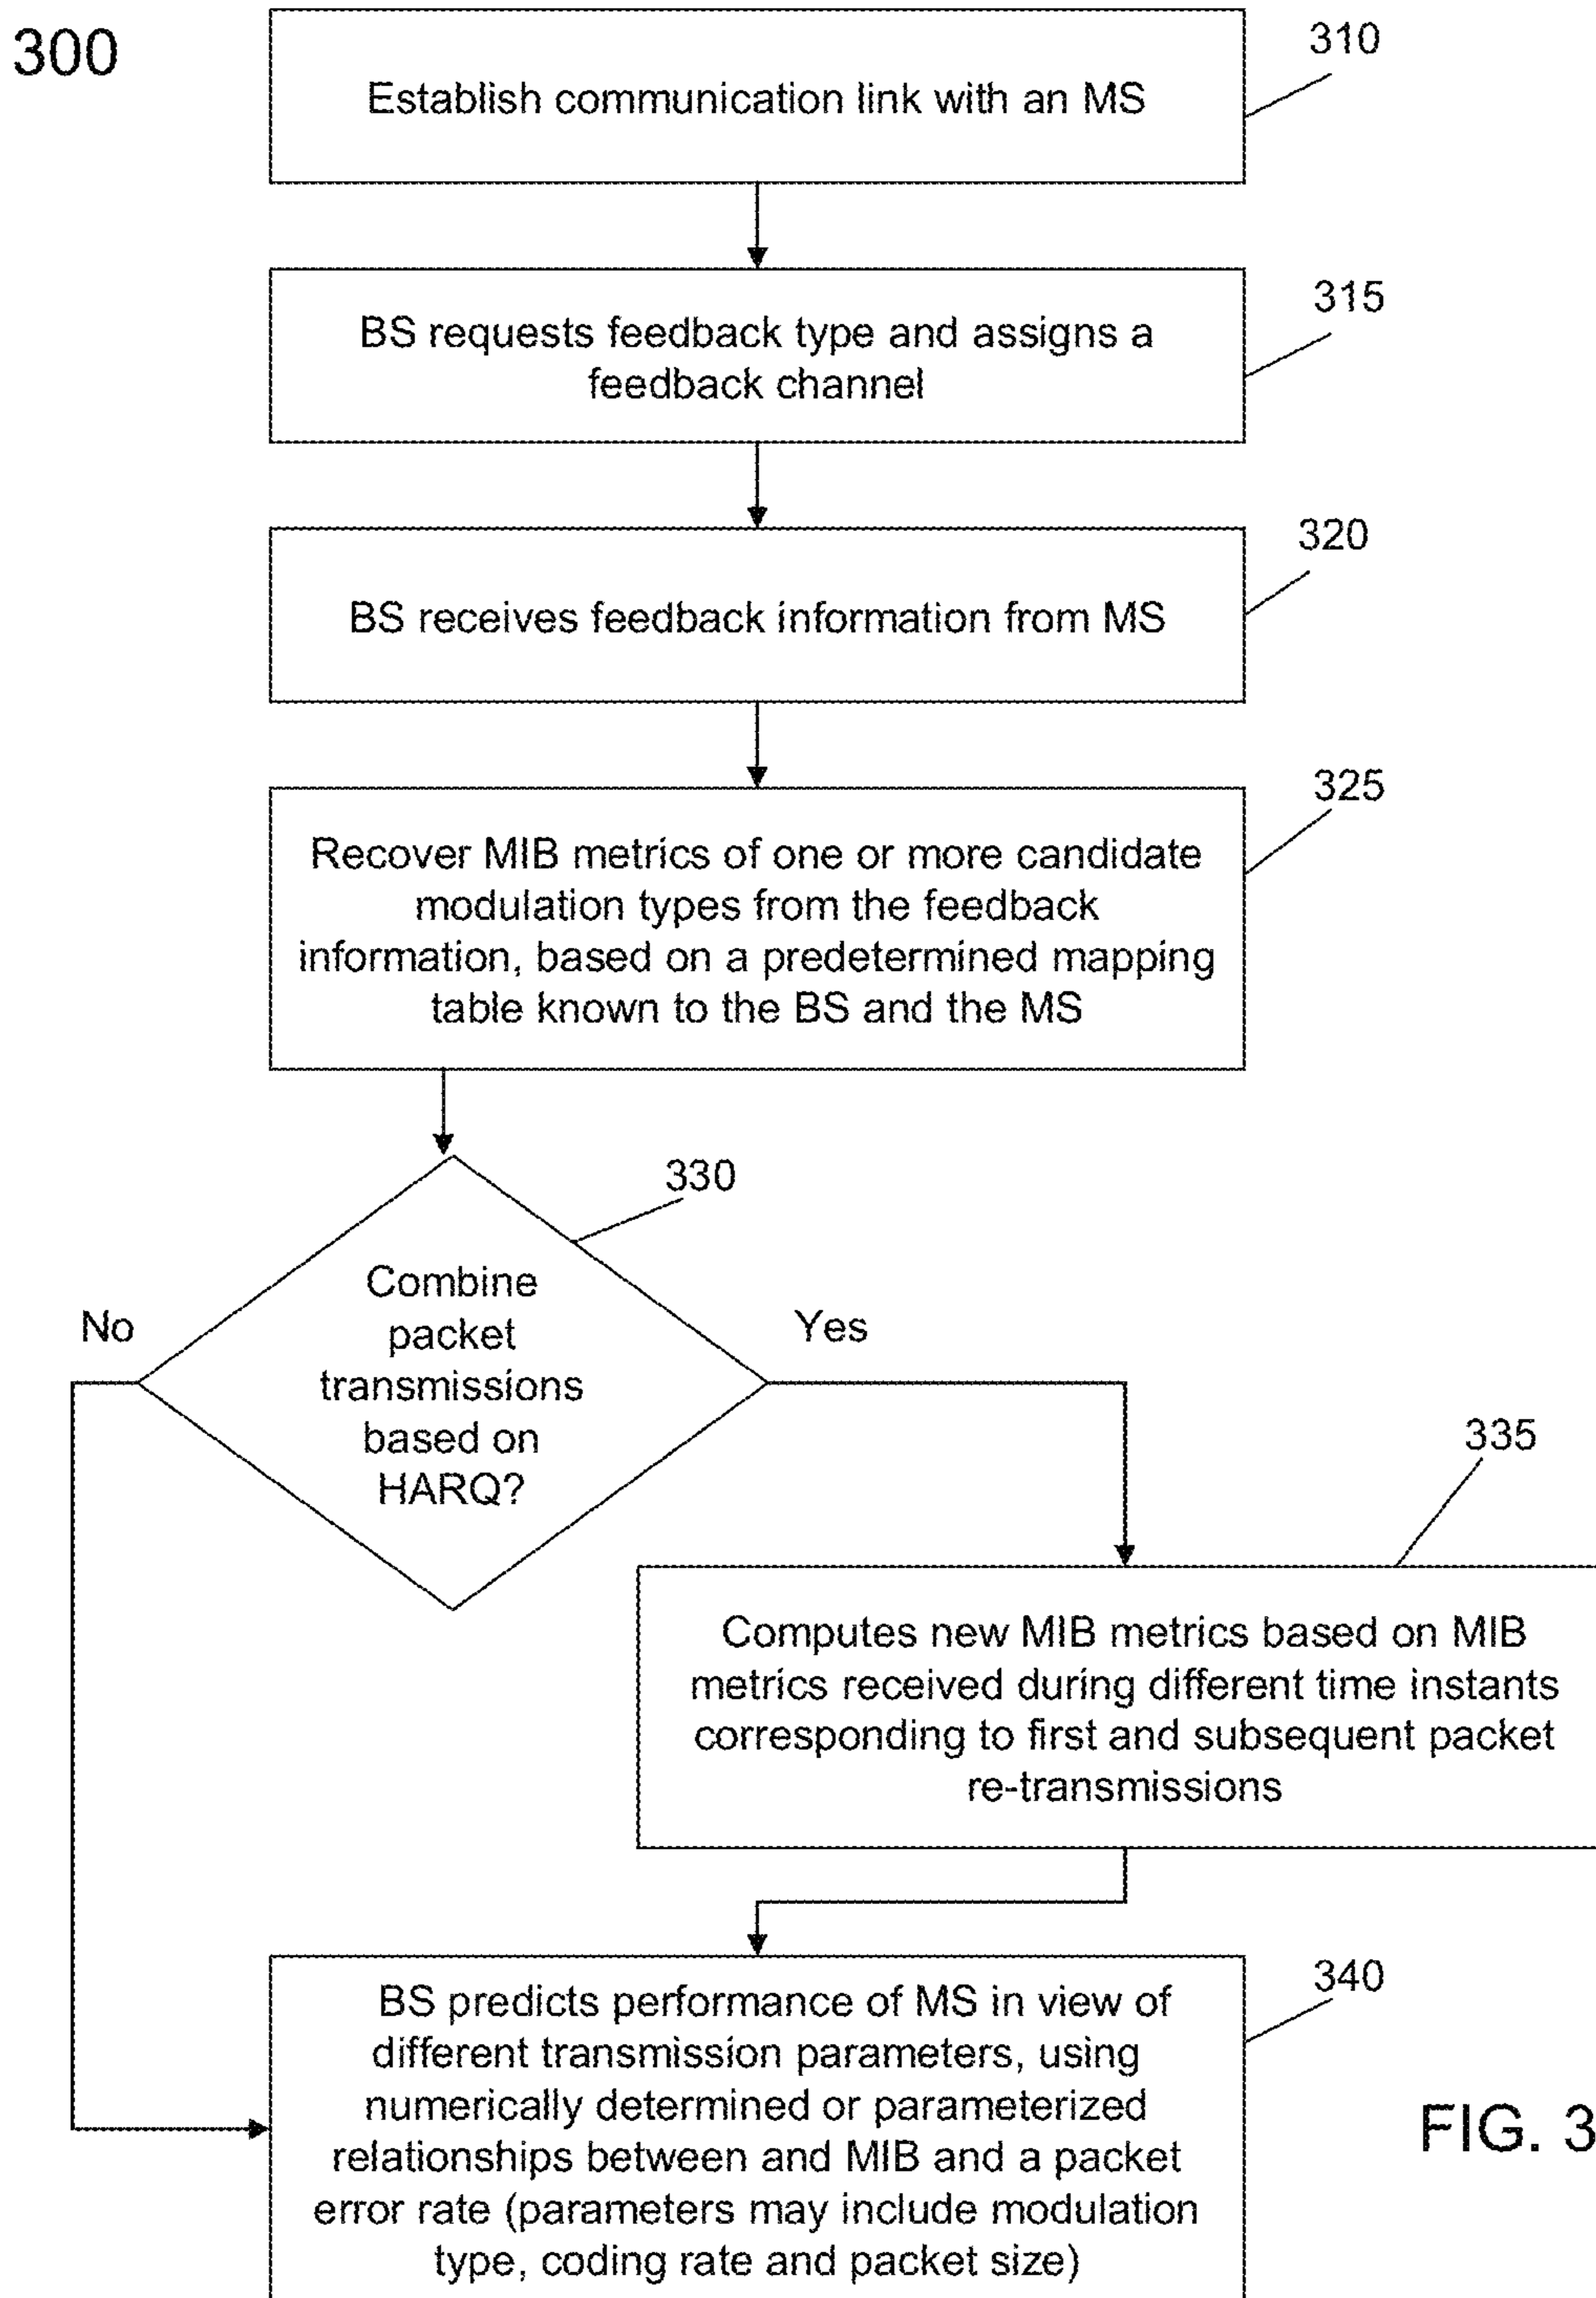 300
310
Establish communication link with an MS
315
BS requests feedback type and assigns a
feedback channel
320
BS receives feedback information from MS
325
Recover MIB metrics of one or more candidate
modulation types from the feedback
information, based on a predetermined mapping
table known to the BS and the MS
330
Combine
packet
transmissions
based on
HARQ?
No
Yes
335
Computes new MIB metrics based on MIB
metrics received during different time instants
corresponding to first and subsequent packet
re-transmissions
340
BS predicts performance of MS in view of
different transmission parameters, using
numerically determined or parameterized
relationships between and MIB and a packet
error rate (parameters may include modulation
type, coding rate and packet size)
FIG. 3